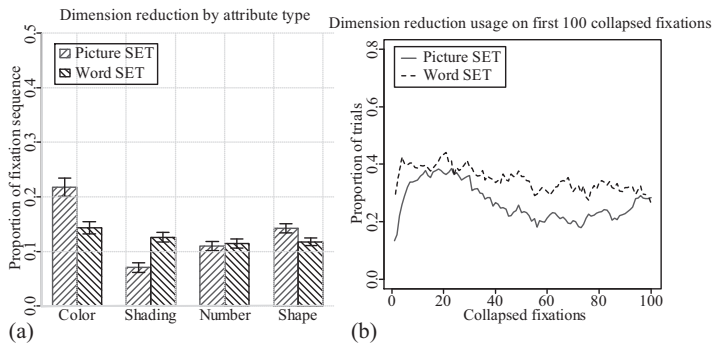 Dimension reduction by attribute type
Proportion of fixation sequence
0.5
0.4
0.3
0.2
0.1
0.0
Picture SET
Word SET
Color Shading Number Shape
(a)
Dimension reduction usage on first 100 collapsed fixations
Proportion of trials
0.8
0.6
0.4
0.2
0.0
Picture SET
Word SET
0 20 40 60 80 100
Collapsed fixations
(b)